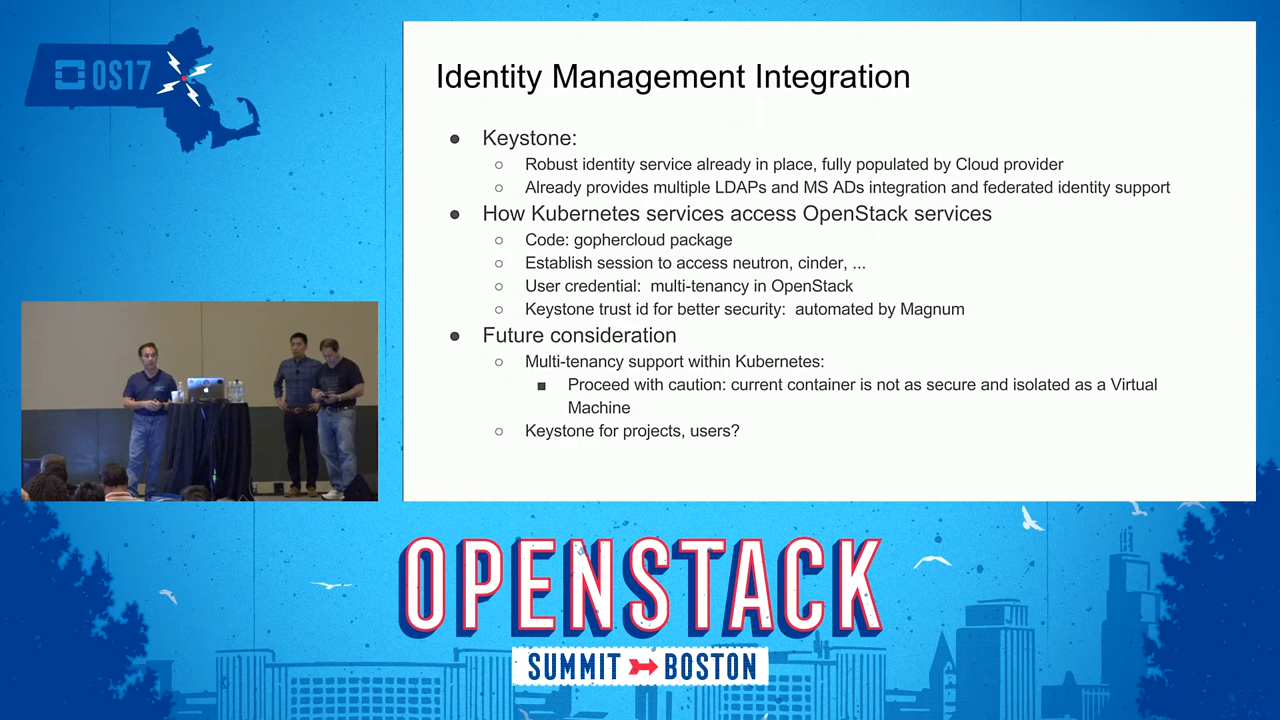 OS17
Identity Management Integration
● Keystone:
○ Robust identity service already in place, fully populated by Cloud provider
○ Already provides multiple LDAPs and MS ADs integration and federated identity support
● How Kubernetes services access OpenStack services
○ Code: gophercloud package
○ Establish session to access neutron, cinder, ...
○ User credential:  multi-tenancy in OpenStack
○ Keystone trust id for better security:  automated by Magnum
● Future consideration
○ Multi-tenancy support within Kubernetes:
■ Proceed with caution: current container is not as secure and isolated as a Virtual
Machine
○ Keystone for projects, users?
OPENSTACK
SUMMIT BOSTON